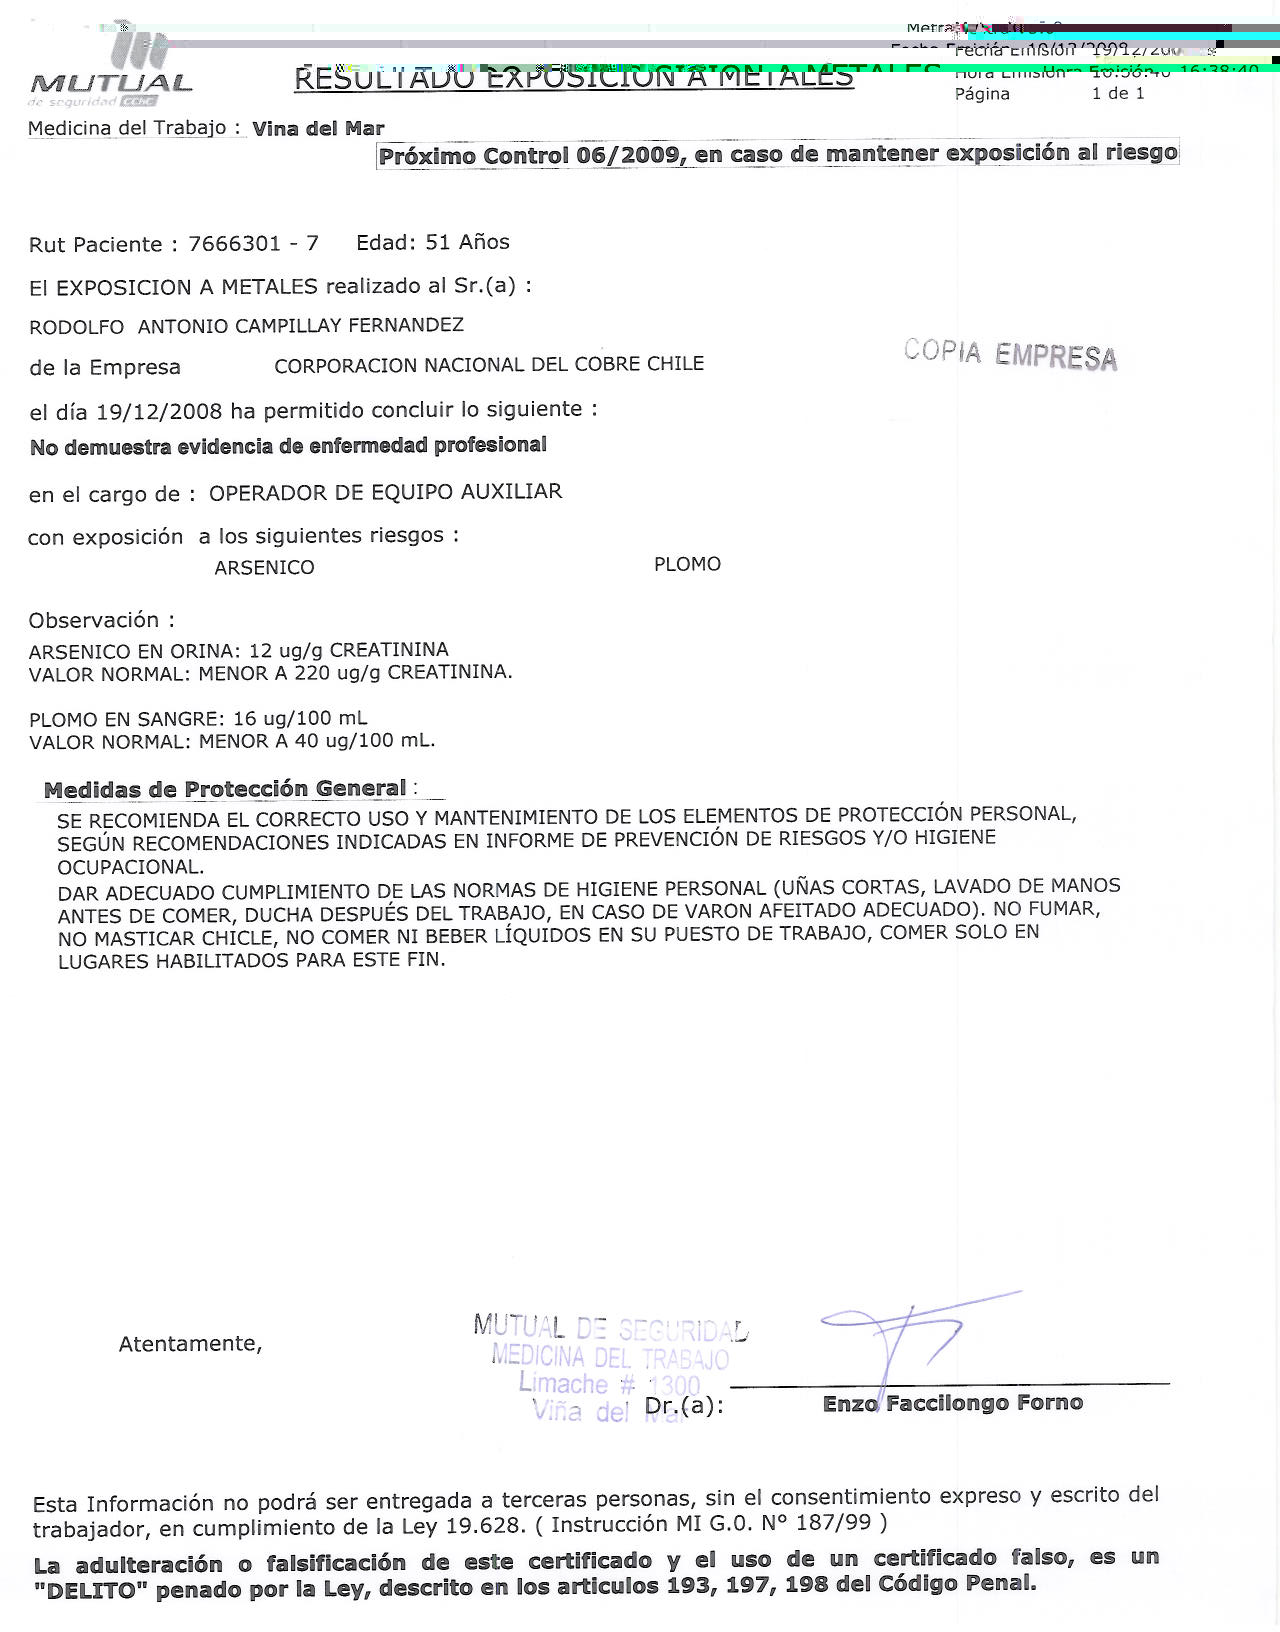 MUTUAL
de seguridad CChC
RESULTADO EXPOSICION A METALES
Página 1 de 1
Medicina del Trabajo : Vina del Mar
Próximo Control 06/2009, en caso de mantener exposición al riesgo
Rut Paciente : 7666301 - 7 Edad: 51 Años
El EXPOSICION A METALES realizado al Sr.(a) :
RODOLFO ANTONIO CAMPILLAY FERNANDEZ
COPIA EMPRESA
de la Empresa CORPORACION NACIONAL DEL COBRE CHILE
el día 19/12/2008 ha permitido concluir lo siguiente :
No demuestra evidencia de enfermedad profesional
en el cargo de : OPERADOR DE EQUIPO AUXILIAR
con exposición a los siguientes riesgos :
ARSENICO PLOMO
Observación :
ARSENICO EN ORINA: 12 ug/g CREATININA
VALOR NORMAL: MENOR A 220 ug/g CREATININA.
PLOMO EN SANGRE: 16 ug/100 mL
VALOR NORMAL: MENOR A 40 ug/100 mL.
Medidas de Protección General :
SE RECOMIENDA EL CORRECTO USO Y MANTENIMIENTO DE LOS ELEMENTOS DE PROTECCIÓN PERSONAL,
SEGÚN RECOMENDACIONES INDICADAS EN INFORME DE PREVENCIÓN DE RIESGOS Y/O HIGIENE
OCUPACIONAL.
DAR ADECUADO CUMPLIMIENTO DE LAS NORMAS DE HIGIENE PERSONAL (UÑAS CORTAS, LAVADO DE MANOS
ANTES DE COMER, DUCHA DESPUÉS DEL TRABAJO, EN CASO DE VARON AFEITADO ADECUADO). NO FUMAR,
NO MASTICAR CHICLE, NO COMER NI BEBER LÍQUIDOS EN SU PUESTO DE TRABAJO, COMER SOLO EN
LUGARES HABILITADOS PARA ESTE FIN.
Atentamente,
MUTUAL DE SEGURIDAD
MEDICINA DEL TRABAJO
Limache # 1300
Viña del Mar
Dr.(a): Enzo Faccilongo Forno
Esta Información no podrá ser entregada a terceras personas, sin el consentimiento expreso y escrito del
trabajador, en cumplimiento de la Ley 19.628. ( Instrucción MI G.0. Nº 187/99 )
La adulteración o falsificación de este certificado y el uso de un certificado falso, es un
"DELITO" penado por la Ley, descrito en los articulos 193, 197, 198 del Código Penal.